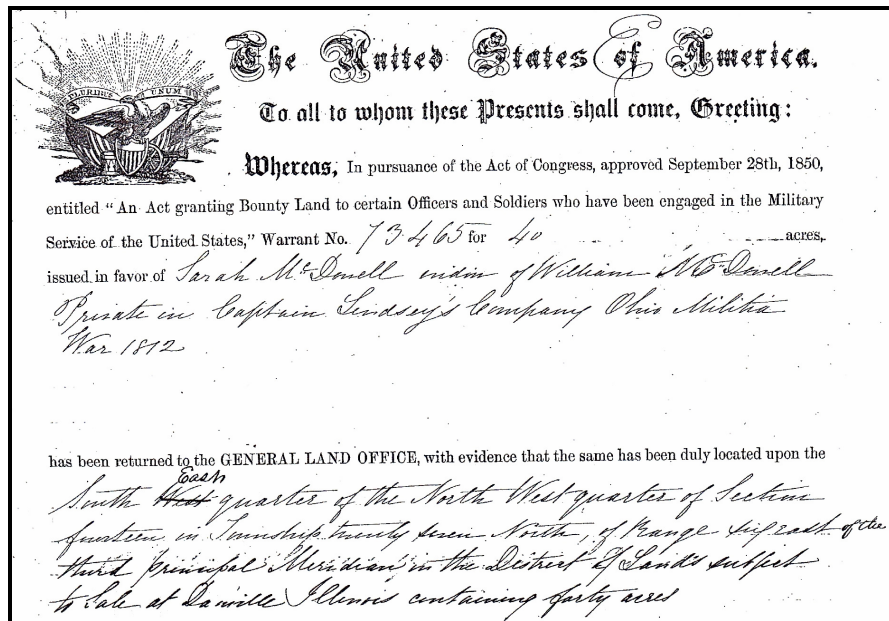 PLURIBUS UNUM
The United States of America.
To all to whom these Presents shall come, Greeting:
Whereas, In pursuance of the Act of Congress, approved September 28th, 1850,
entitled "An Act granting Bounty Land to certain Officers and Soldiers who have been engaged in the Military
Service of the United States," Warrant No. 73.465 for 40 acres,
issued in favor of Sarah McDowell widow of William McDowell
Private in Captain Lindsey's Company Ohio Militia
War 1812
has been returned to the GENERAL LAND OFFICE, with evidence that the same has been duly located upon the
East
South West quarter of the North West quarter of Section
fourteen in Township twenty seven North, of Range six east of the
third principal Meridian in the District of Lands subject
to Sale at Danville Illinois containing forty acres